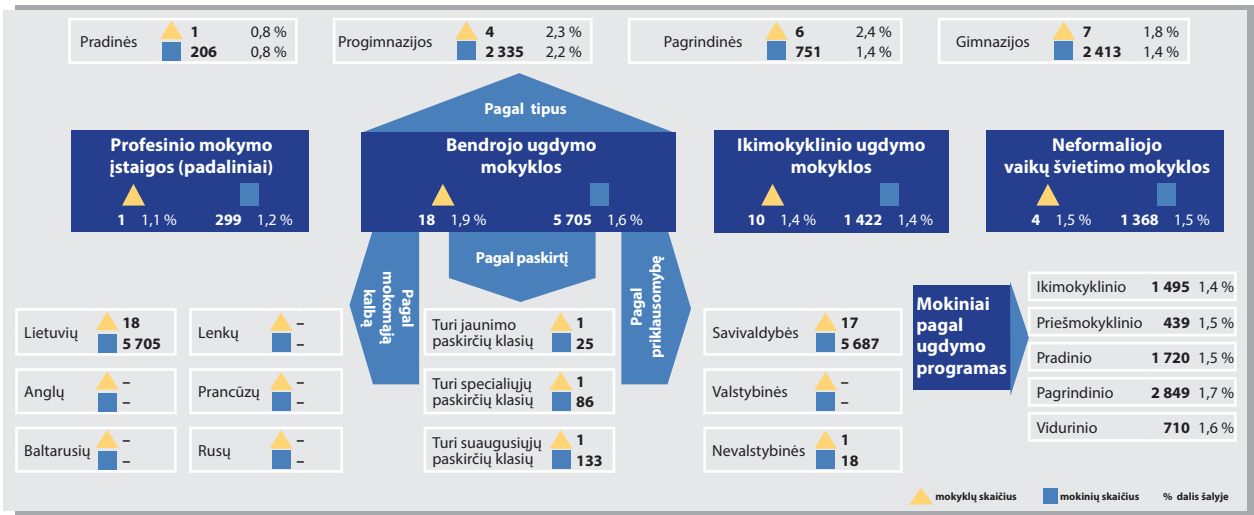 Pradinės
1 0,8 %
206 0,8 %
Progimnazijos
4 2,3 %
2 335 2,2 %
Pagrindinės
6 2,4 %
751 1,4 %
Gimnazijos
7 1,8 %
2 413 1,4 %
Pagal tipus
Profesinio mokymo
įstaigos (padaliniai)
1 1,1 % 299 1,2 %
Bendrojo ugdymo
mokyklos
18 1,9 % 5 705 1,6 %
Ikimokyklinio ugdymo
mokyklos
10 1,4 % 1 422 1,4 %
Neformaliojo
vaikų švietimo mokyklos
4 1,5 % 1 368 1,5 %
Pagal
mokomąją
kalbą
Pagal paskirtį
Pagal
priklausomybę
Lietuvių
18
5 705
Lenkų
–
–
Anglų
–
–
Prancūzų
–
–
Baltarusių
–
–
Rusų
–
–
Turi jaunimo
paskirčių klasių
1
25
Turi specialiųjų
paskirčių klasių
1
86
Turi suaugusiųjų
paskirčių klasių
1
133
Savivaldybės
17
5 687
Valstybinės
–
–
Nevalstybinės
1
18
Mokiniai
pagal
ugdymo
programas
Ikimokyklinio 1 495 1,4 %
Priešmokyklinio 439 1,5 %
Pradinio 1 720 1,5 %
Pagrindinio 2 849 1,7 %
Vidurinio 710 1,6 %
mokyklų skaičius mokinių skaičius % dalis šalyje